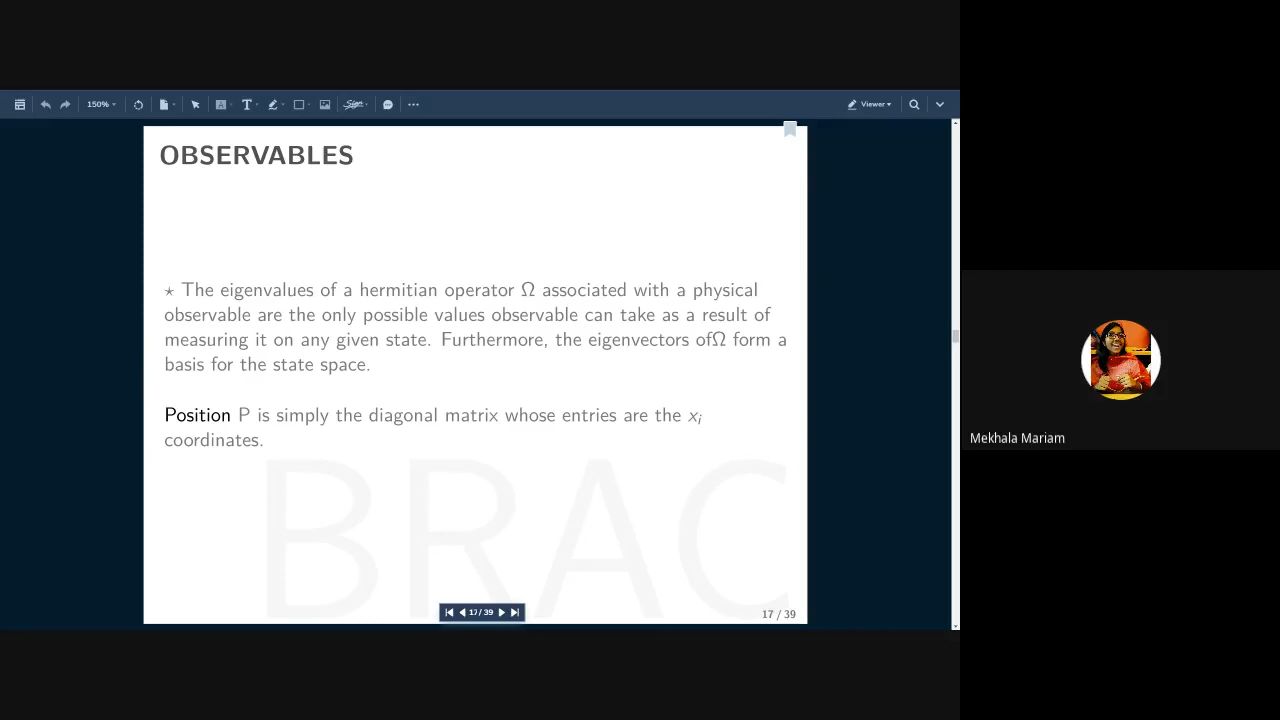 150%
T
Sign
Viewer
OBSERVABLES
⋆ The eigenvalues of a hermitian operator Ω associated with a physical
observable are the only possible values observable can take as a result of
measuring it on any given state. Furthermore, the eigenvectors ofΩ form a
basis for the state space.
Position P is simply the diagonal matrix whose entries are the xᵢ
coordinates.
BRAC
17 / 39
17 / 39
Mekhala Mariam